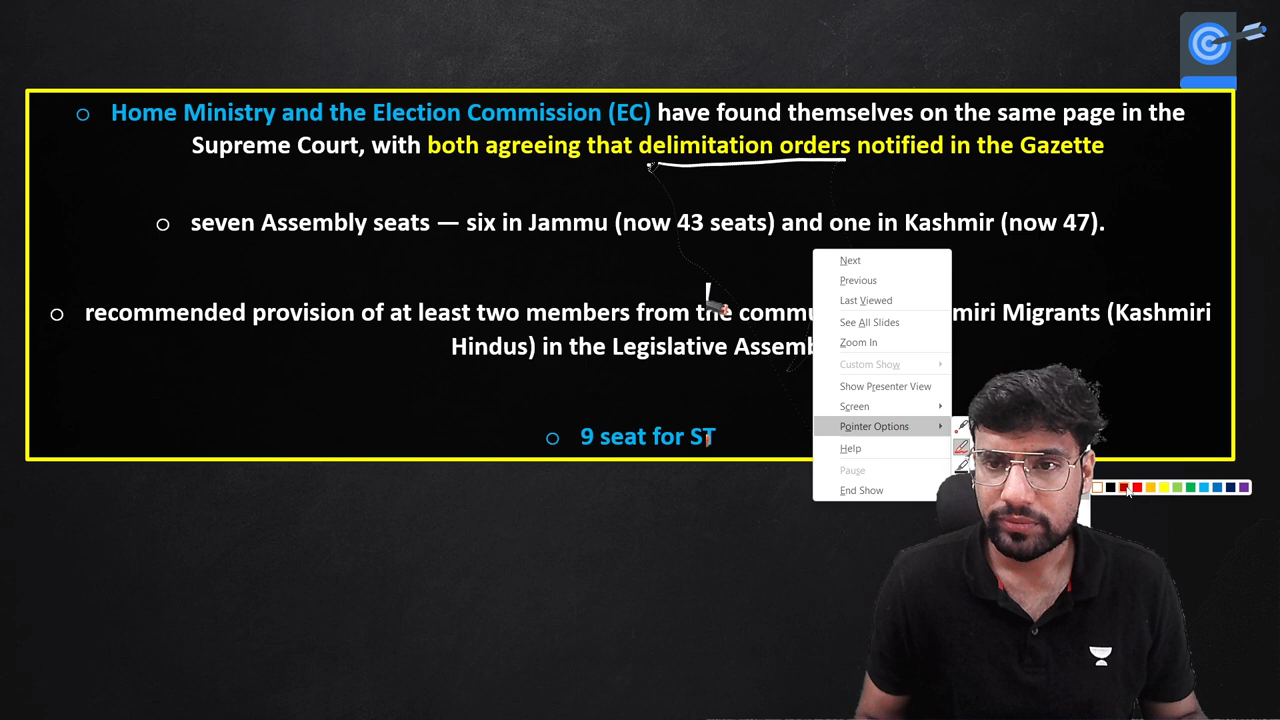 Home Ministry and the Election Commission (EC) have found themselves on the same page in the
Supreme Court, with both agreeing that delimitation orders notified in the Gazette
seven Assembly seats — six in Jammu (now 43 seats) and one in Kashmir (now 47).
recommended provision of at least two members from the miri Migrants (Kashmiri
Hindus) in the Legislative
9 seat for ST
Next
Previous
Last Viewed
See All Slides
Zoom In
Custom Show
Show Presenter View
Screen
Pointer Options
Help
Pause
End Show